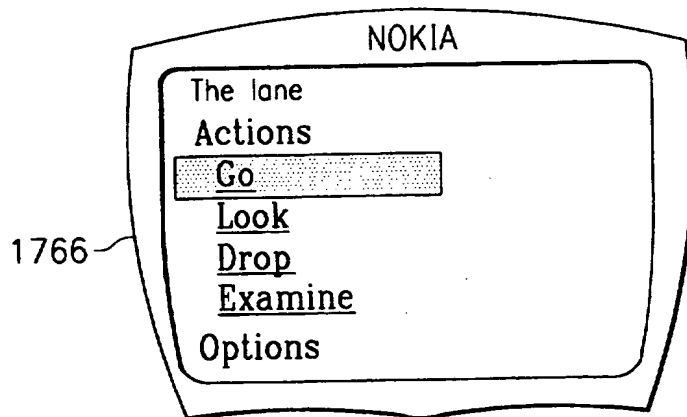 NOKIA
The lane
Actions
Go
Look
Drop
Examine
Options
1766